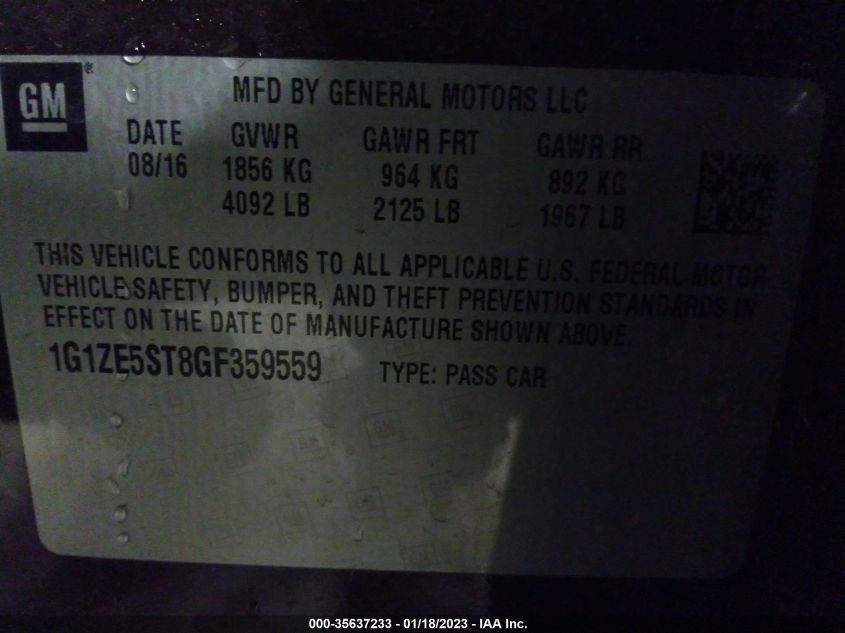 GM®
MFD BY GENERAL MOTORS LLC
DATE GVWR GAWR FRT GAWR RR
08/16 1856 KG 964 KG 892 KG
4092 LB 2125 LB 1967 LB
THIS VEHICLE CONFORMS TO ALL APPLICABLE U.S. FEDERAL MOTOR
VEHICLE SAFETY, BUMPER, AND THEFT PREVENTION STANDARDS IN
EFFECT ON THE DATE OF MANUFACTURE SHOWN ABOVE.
1G1ZE5ST8GF359559 TYPE: PASS CAR
GM
GM
000-35637233 - 01/18/2023 - IAA Inc.